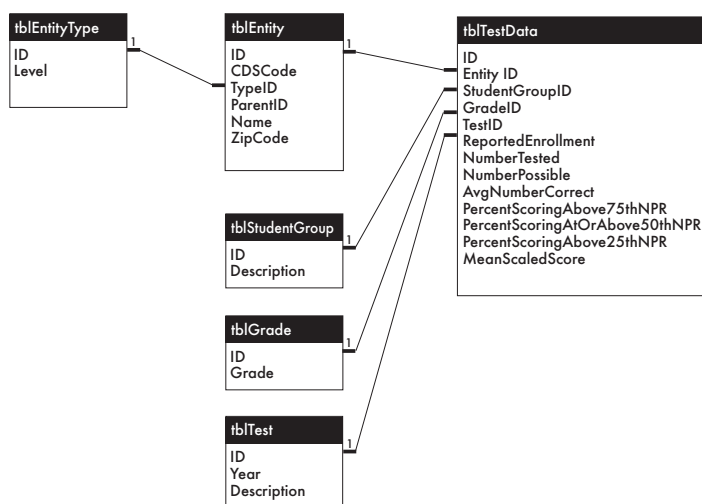 tblEntityType
ID
Level
1
tblEntity
ID
CDSCode
TypeID
ParentID
Name
ZipCode
1
tblTestData
ID
Entity ID
StudentGroupID
GradeID
TestID
ReportedEnrollment
NumberTested
NumberPossible
AvgNumberCorrect
PercentScoringAbove75thNPR
PercentScoringAtOrAbove50thNPR
PercentScoringAbove25thNPR
MeanScaledScore
tblStudentGroup
ID
Description
1
tblGrade
ID
Grade
1
tblTest
ID
Year
Description
1